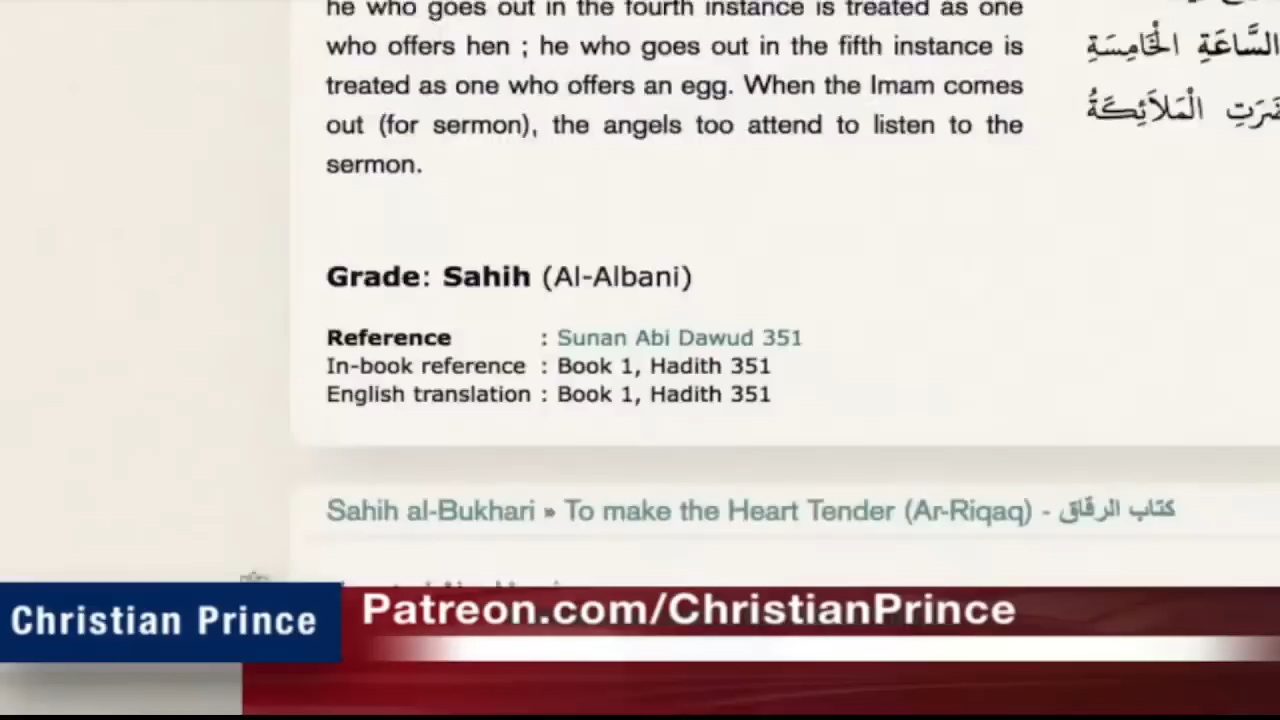 he who goes out in the fourth instance is treated as one
who offers hen ; he who goes out in the fifth instance is
treated as one who offers an egg. When the Imam comes
out (for sermon), the angels too attend to listen to the
sermon.
السَّاعَةِ الْخَامِسَةِ
الْمَلاَئِكَةُ
Grade: Sahih (Al-Albani)
Reference : Sunan Abi Dawud 351
In-book reference : Book 1, Hadith 351
English translation : Book 1, Hadith 351
Sahih al-Bukhari » To make the Heart Tender (Ar-Riqaq) - كتاب الرقاق
Christian Prince
Patreon.com/ChristianPrince